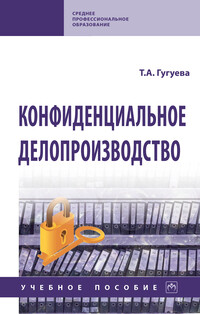 СРЕДНЕЕ
ПРОФЕССИОНАЛЬНОЕ
ОБРАЗОВАНИЕ
Т.А. Гугуева
КОНФИДЕНЦИАЛЬНОЕ
ДЕЛОПРОИЗВОДСТВО
УЧЕБНОЕ ПОСОБИЕ